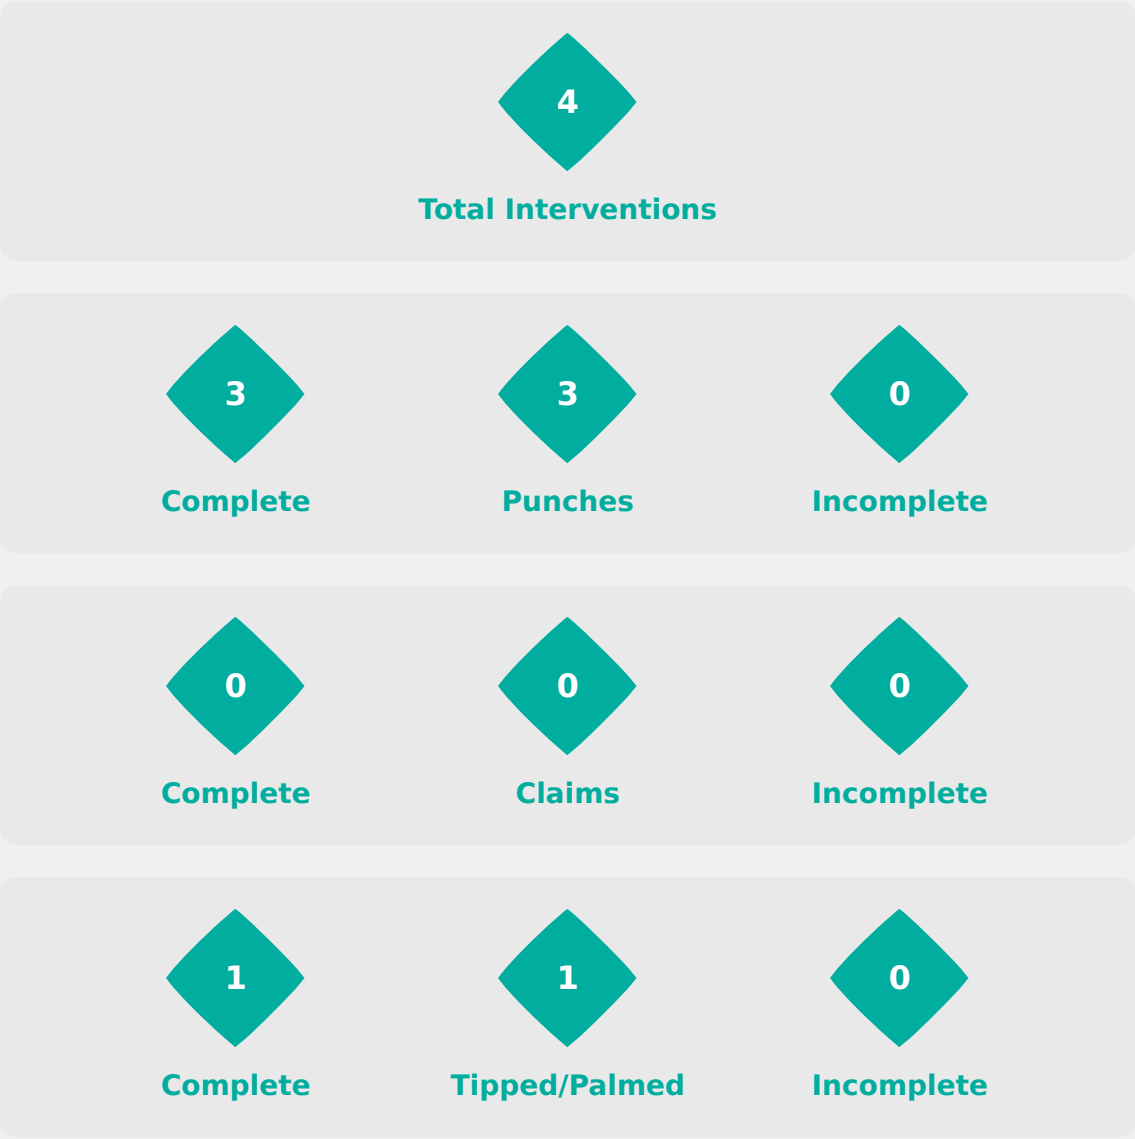 4
Total Interventions
3 3 0
Complete Punches Incomplete
0 0 0
Complete Claims Incomplete
1 1 0
Complete Tipped/Palmed Incomplete